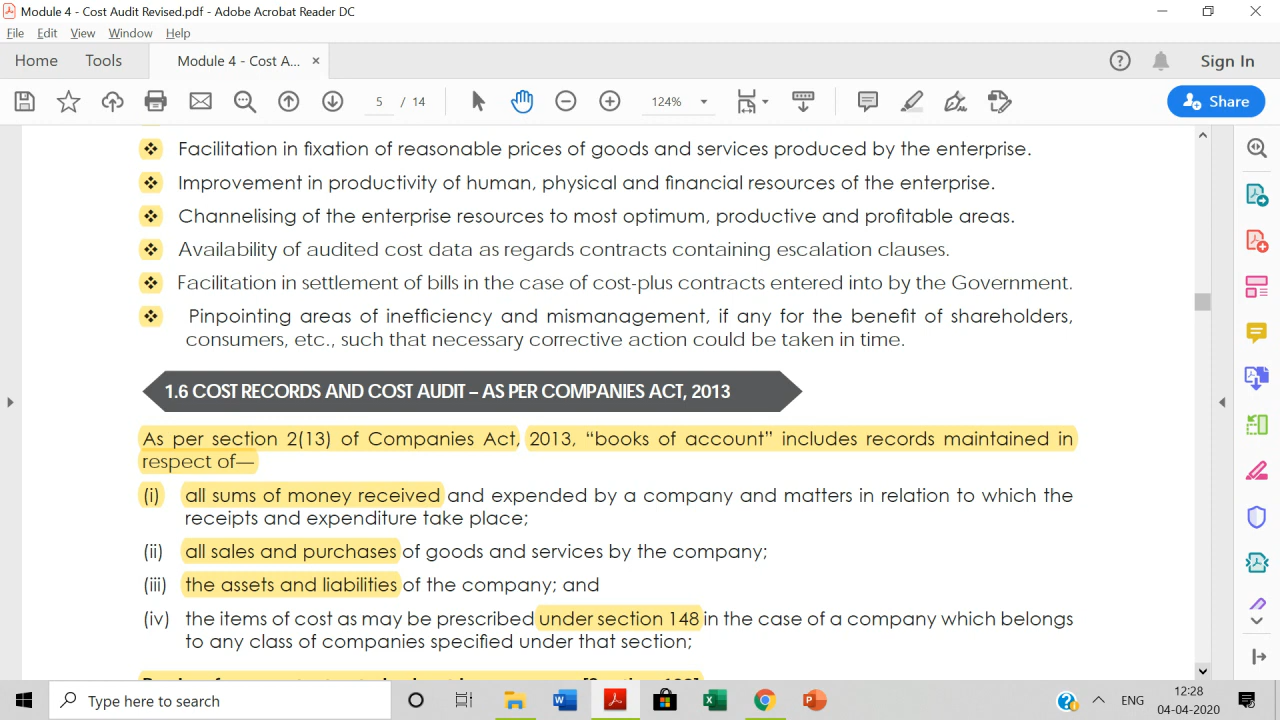 Module 4 - Cost Audit Revised.pdf - Adobe Acrobat Reader DC
File Edit View Window Help
Home Tools Module 4 - Cost A... × Sign In
5 / 14 124% Share
❖ Facilitation in fixation of reasonable prices of goods and services produced by the enterprise.
❖ Improvement in productivity of human, physical and financial resources of the enterprise.
❖ Channelising of the enterprise resources to most optimum, productive and profitable areas.
❖ Availability of audited cost data as regards contracts containing escalation clauses.
❖ Facilitation in settlement of bills in the case of cost-plus contracts entered into by the Government.
❖ Pinpointing areas of inefficiency and mismanagement, if any for the benefit of shareholders,
consumers, etc., such that necessary corrective action could be taken in time.
1.6 COST RECORDS AND COST AUDIT – AS PER COMPANIES ACT, 2013
As per section 2(13) of Companies Act, 2013, “books of account” includes records maintained in
respect of—
(i) all sums of money received and expended by a company and matters in relation to which the
receipts and expenditure take place;
(ii) all sales and purchases of goods and services by the company;
(iii) the assets and liabilities of the company; and
(iv) the items of cost as may be prescribed under section 148 in the case of a company which belongs
to any class of companies specified under that section;
Type here to search
ENG
12:28
04-04-2020